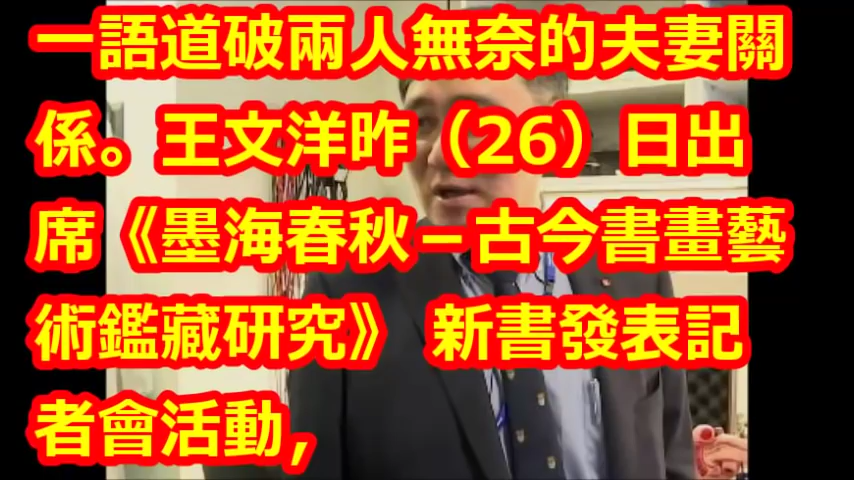 一語道破兩人無奈的夫妻關
係。王文洋昨（26）日出
席《墨海春秋－古今書畫藝
術鑑藏研究》 新書發表記
者會活動，